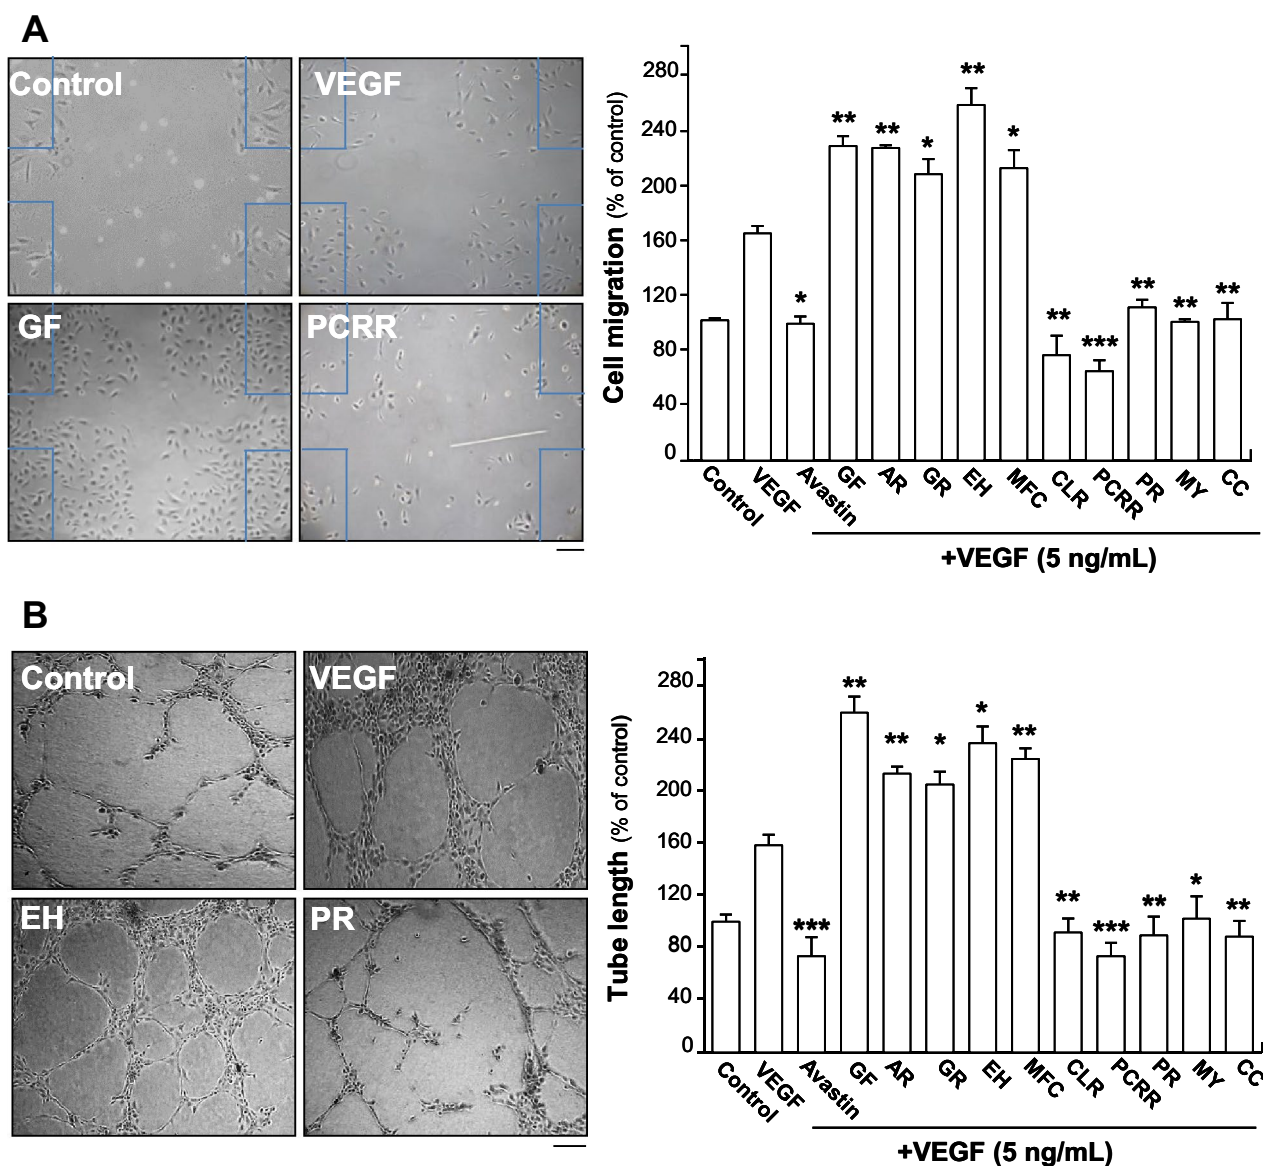 A
Control
VEGF
GF
PCRR
Cell migration (% of control)
280
240
200
160
120
80
40
0
**
**
*
**
*
*
**
***
**
**
**
Control
VEGF
Avastin
GF
AR
GR
EH
MFC
CLR
PCRR
PR
MY
CC
+VEGF (5 ng/mL)
B
Control
VEGF
EH
PR
Tube length (% of control)
280
240
200
160
120
80
40
0
***
**
**
*
*
**
**
***
**
*
**
Control
VEGF
Avastin
GF
AR
GR
EH
MFC
CLR
PCRR
PR
MY
CC
+VEGF (5 ng/mL)